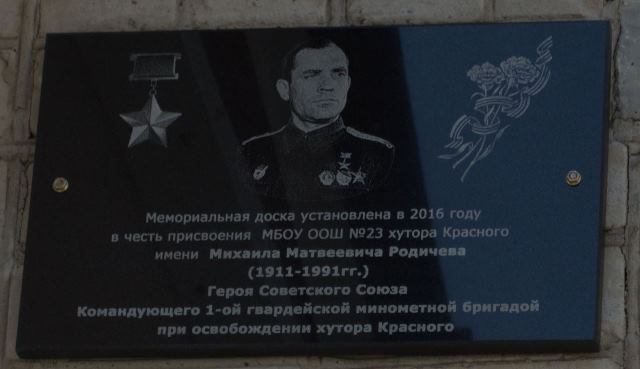 Мемориальная доска установлена в 2016 году
в честь присвоения МБОУ ООШ №23 хутора Красного
имени Михаила Матвеевича Родичева
(1911-1991гг.)
Героя Советского Союза
Командующего 1-ой гвардейской минометной бригадой
при освобождении хутора Красного